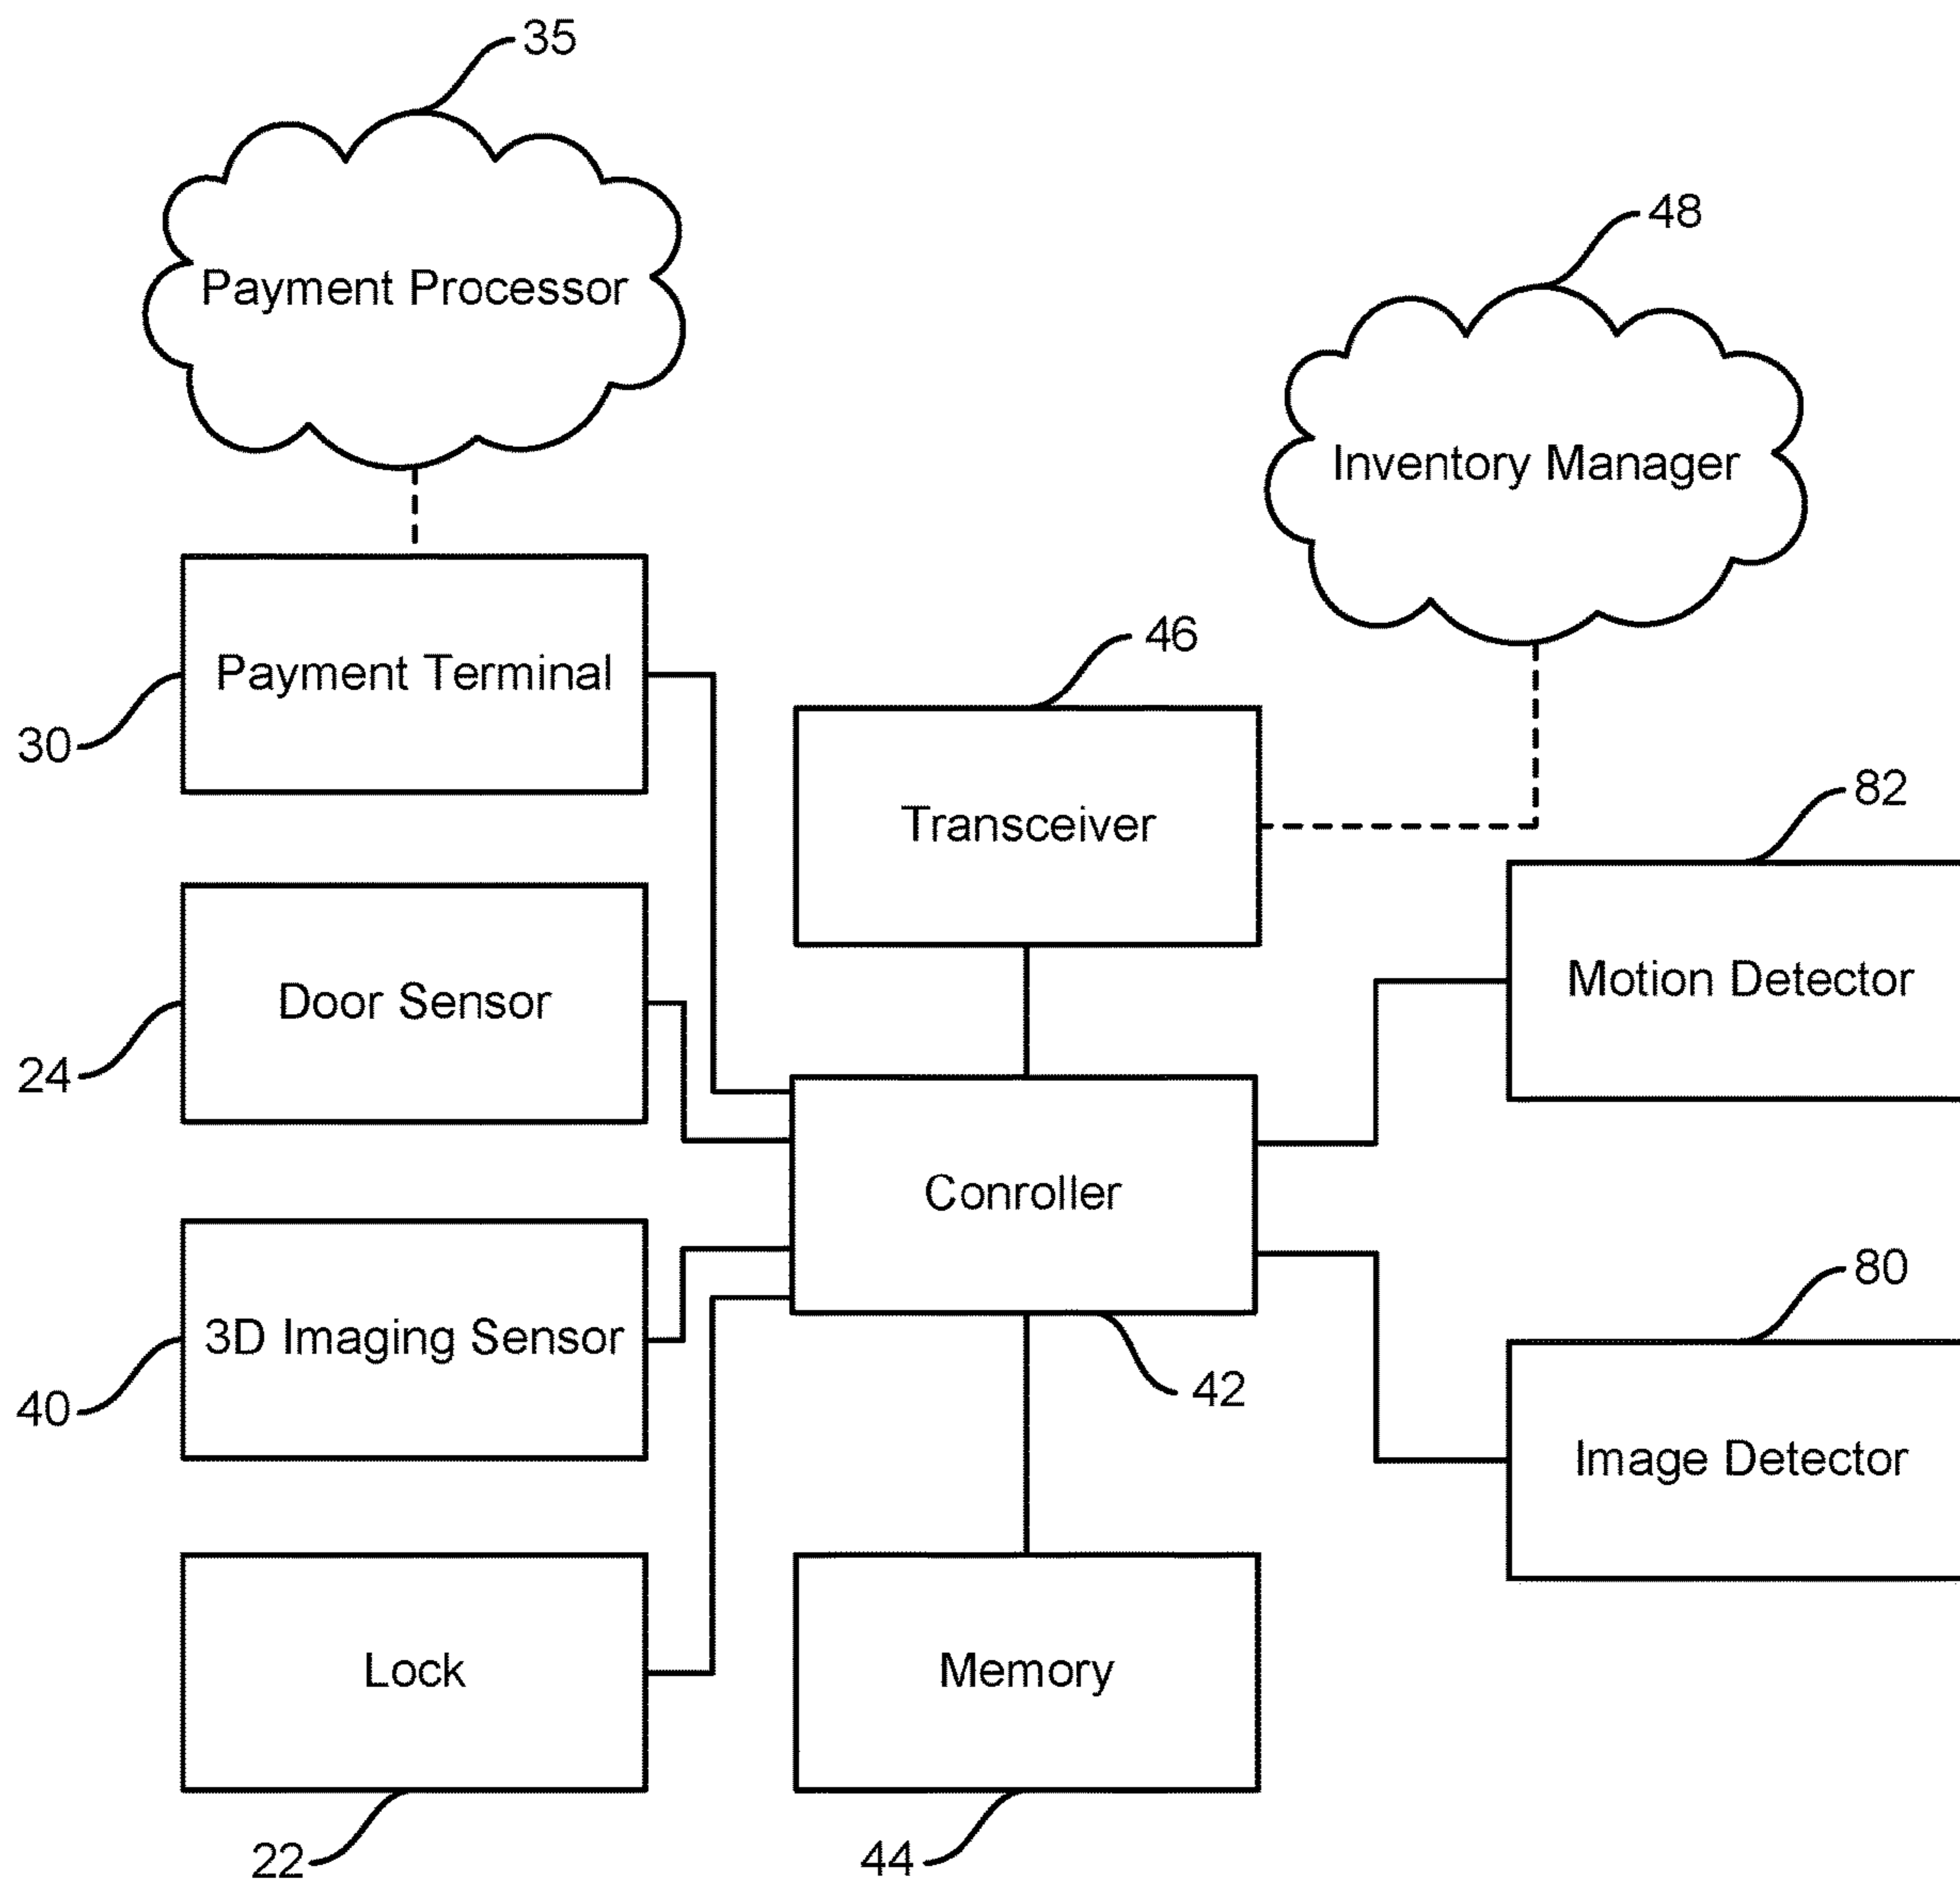 35
Payment Processor
48
Inventory Manager
46
Payment Terminal
30
82
Transceiver
Motion Detector
Door Sensor
24
Conroller
80
3D Imaging Sensor
40
42
Image Detector
Lock
Memory
22
44